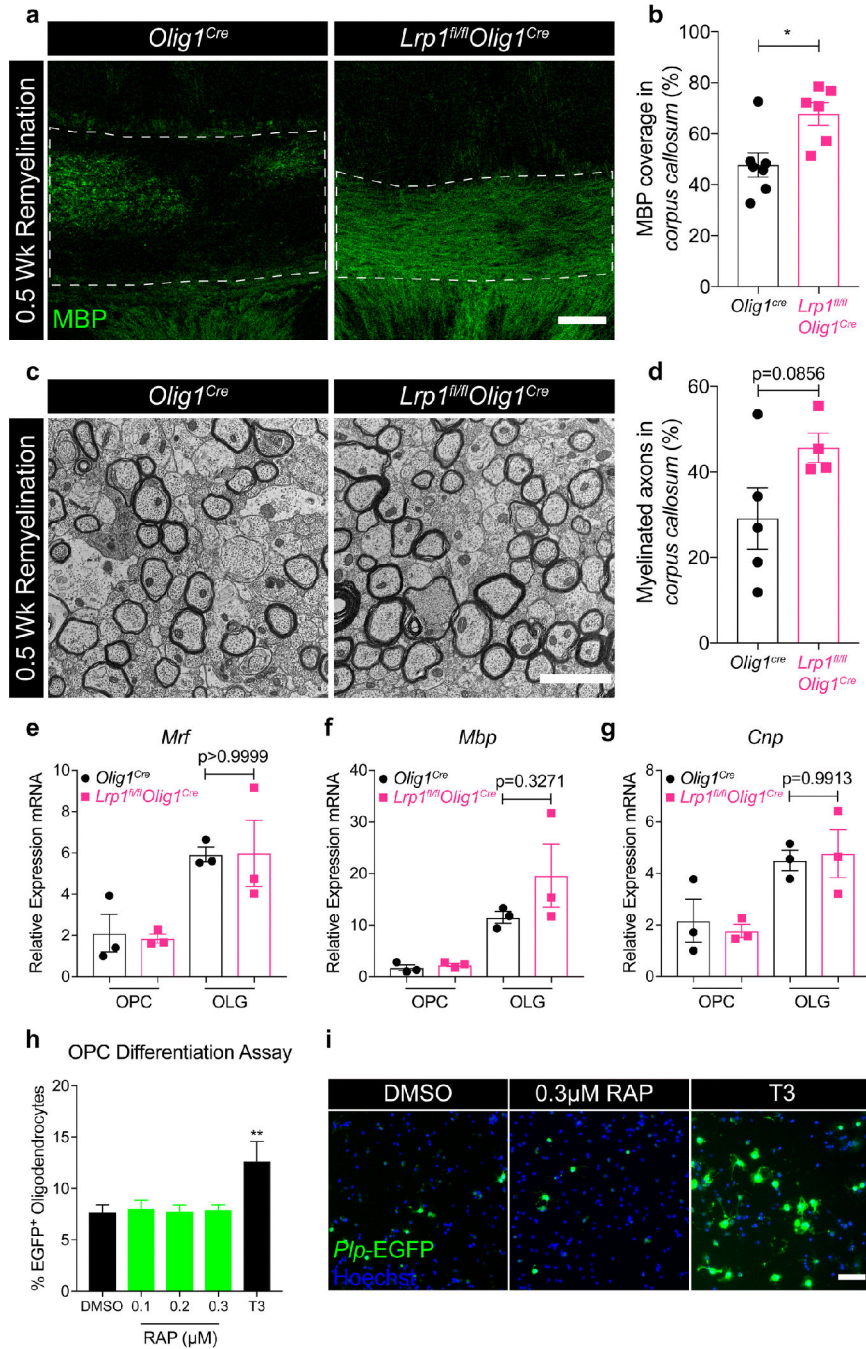 a
Olig1Cre
Lrp1fl/flOlig1Cre
0.5 Wk Remyelination
MBP
b
*
MBP coverage in
corpus callosum (%)
100
80
60
40
20
0
Olig1cre
Lrp1fl/fl
Olig1Cre
c
Olig1Cre
Lrp1fl/flOlig1Cre
0.5 Wk Remyelination
d
p=0.0856
Myelinated axons in
corpus callosum (%)
60
40
20
0
Olig1cre
Lrp1fl/fl
Olig1Cre
e
Mrf
p>0.9999
Olig1Cre
Lrp1fl/flOlig1Cre
Relative Expression mRNA
10
8
6
4
2
0
OPC
OLG
f
Mbp
p=0.3271
Olig1Cre
Lrp1fl/flOlig1Cre
Relative Expression mRNA
40
30
20
10
0
OPC
OLG
g
Cnp
p=0.9913
Olig1Cre
Lrp1fl/flOlig1Cre
Relative Expression mRNA
8
6
4
2
0
OPC
OLG
h
OPC Differentiation Assay
% EGFP+ Oligodendrocytes
20
15
10
5
0
**
DMSO 0.1 0.2 0.3 T3
RAP (µM)
i
DMSO
0.3µM RAP
T3
Plp-EGFP
Hoechst